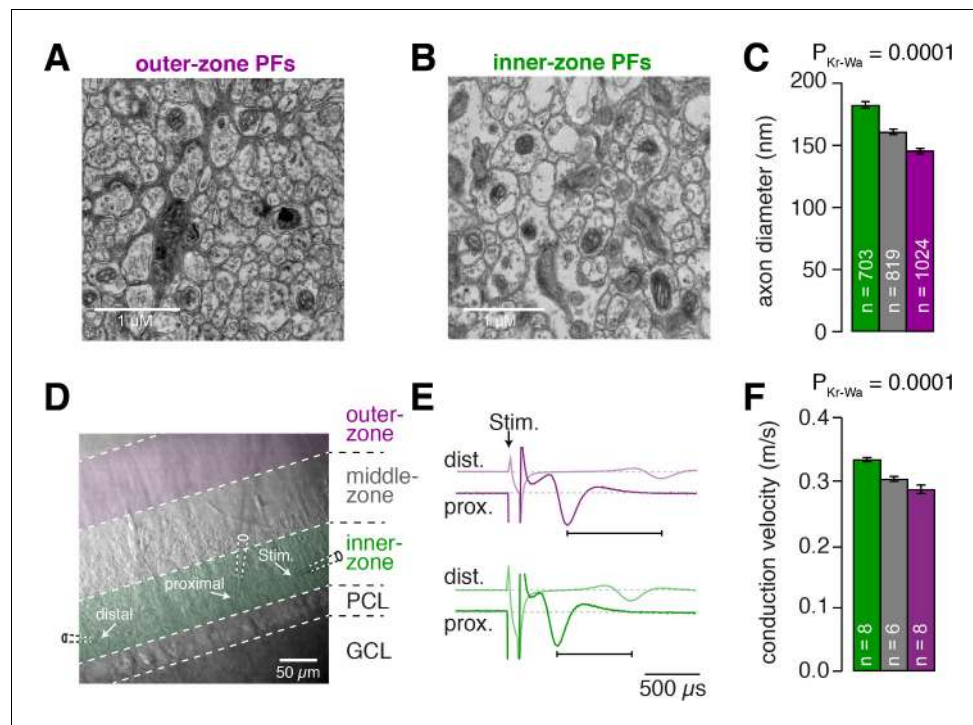 A
outer-zone PFs
1 μM
B
inner-zone PFs
1 μM
C
P Kr-Wa = 0.0001
axon diameter (nm)
200
150
100
50
0
n = 703
n = 819
n = 1024
D
outer-
zone
middle-
zone
inner-
zone
PCL
GCL
Stim.
proximal
distal
50 µm
E
Stim.
dist.
prox.
dist.
prox.
500 µs
F
P Kr-Wa = 0.0001
conduction velocity (m/s)
0.4
0.3
0.2
0.1
0.0
n = 8
n = 6
n = 8